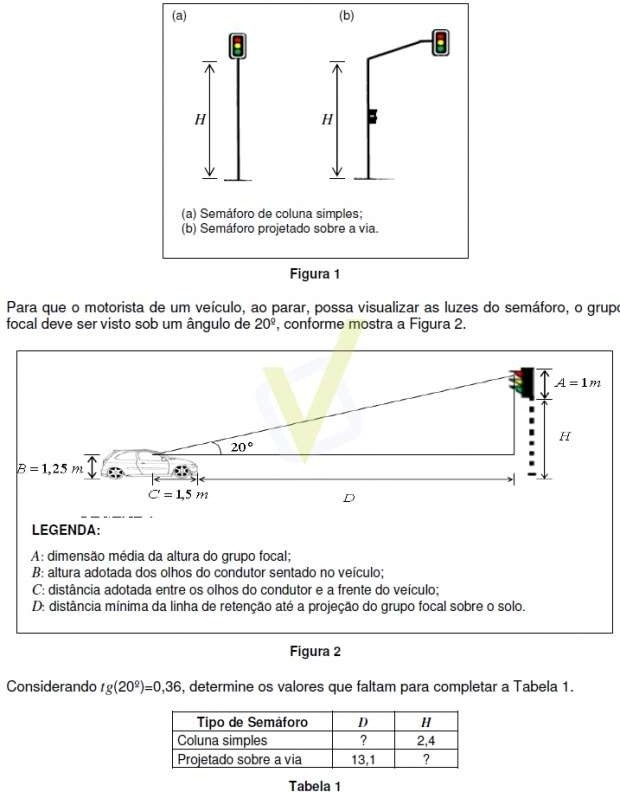 (a) (b)
H H
(a) Semáforo de coluna simples;
(b) Semáforo projetado sobre a via.
Figura 1
Para que o motorista de um veículo, ao parar, possa visualizar as luzes do semáforo, o grupo
focal deve ser visto sob um ângulo de 20º, conforme mostra a Figura 2.
A = 1 m
20°
H
B = 1,25 m
C = 1,5 m
D
LEGENDA:
A: dimensão média da altura do grupo focal;
B: altura adotada dos olhos do condutor sentado no veículo;
C: distância adotada entre os olhos do condutor e a frente do veículo;
D: distância mínima da linha de retenção até a projeção do grupo focal sobre o solo.
Figura 2
Considerando tg(20º)=0,36, determine os valores que faltam para completar a Tabela 1.
Tipo de Semáforo D H
Coluna simples ? 2,4
Projetado sobre a via 13,1 ?
Tabela 1